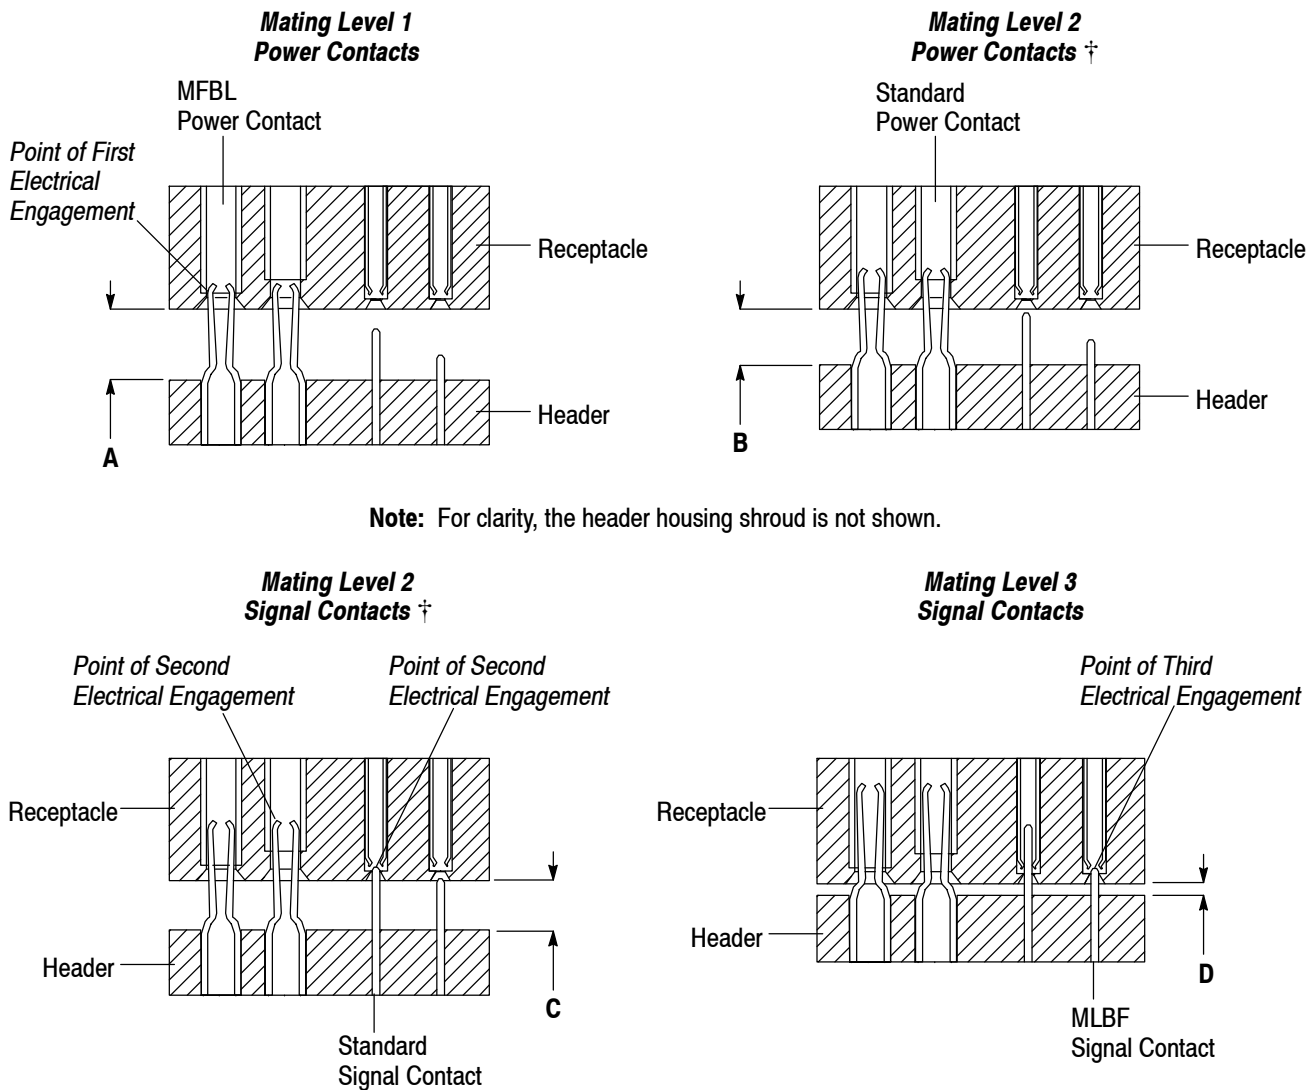 Mating Level 1
Power Contacts
MFBL
Power Contact
Point of First
Electrical
Engagement
Receptacle
Header
A
Mating Level 2
Power Contacts †
Standard
Power Contact
Receptacle
Header
B
Note: For clarity, the header housing shroud is not shown.
Mating Level 2
Signal Contacts †
Point of Second
Electrical Engagement
Point of Second
Electrical Engagement
Receptacle
Header
C
Standard
Signal Contact
Mating Level 3
Signal Contacts
Point of Third
Electrical Engagement
Receptacle
Header
D
MLBF
Signal Contact